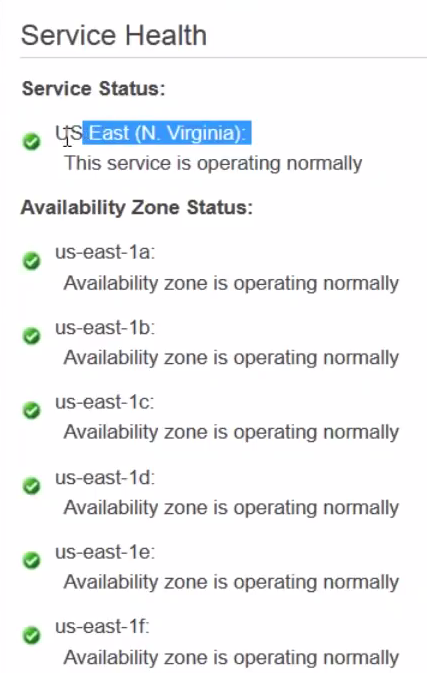 Service Health
Service Status:
US East (N. Virginia):
This service is operating normally
Availability Zone Status:
us-east-1a:
Availability zone is operating normally
us-east-1b:
Availability zone is operating normally
us-east-1c:
Availability zone is operating normally
us-east-1d:
Availability zone is operating normally
us-east-1e:
Availability zone is operating normally
us-east-1f:
Availability zone is operating normally